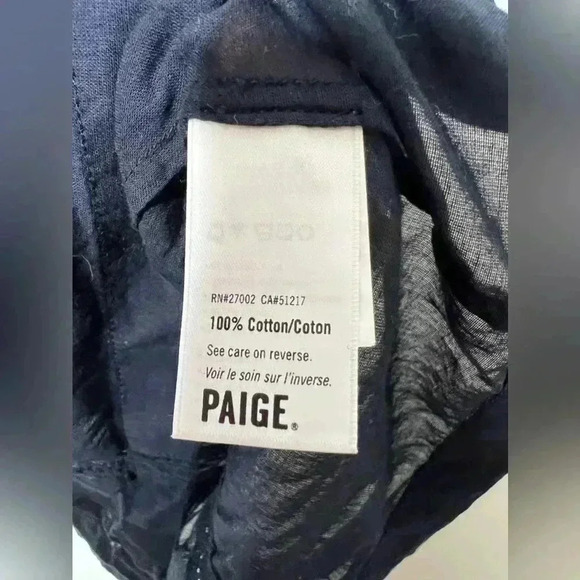 RN#27002 CA#51217
100% Cotton/Coton
See care on reverse.
Voir le soin sur l'inverse.
PAIGE®